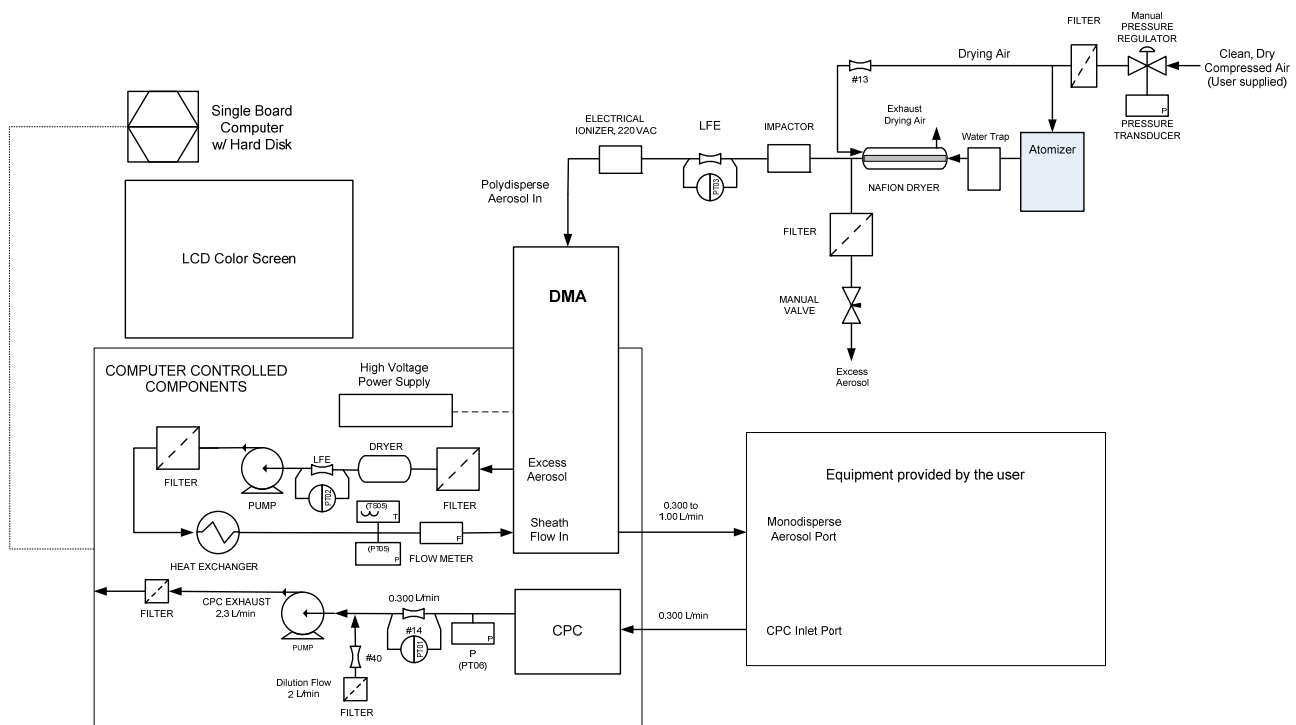 FILTER
Manual
PRESSURE
REGULATOR
Clean, Dry
Compressed Air
(User supplied)
P
PRESSURE
TRANSDUCER
Drying Air
#13
Exhaust
Drying Air
Water Trap
Atomizer
NAFION DRYER
Single Board
Computer
w/ Hard Disk
ELECTRICAL
IONIZER, 220 VAC
LFE
PT03
IMPACTOR
Polydisperse
Aerosol In
FILTER
MANUAL
VALVE
Excess
Aerosol
LCD Color Screen
DMA
COMPUTER CONTROLLED
COMPONENTS
High Voltage
Power Supply
FILTER
PUMP
LFE
PT02
DRYER
FILTER
Excess
Aerosol
HEAT EXCHANGER
(TS05)
T
(PT05)
P
F
FLOW METER
Sheath
Flow In
0.300 to
1.00 L/min
Equipment provided by the user
Monodisperse
Aerosol Port
FILTER
CPC EXHAUST
2.3 L/min
PUMP
0.300 L/min
#14
PT01
P
P
(PT06)
CPC
0.300 L/min
CPC Inlet Port
#40
Dilution Flow
2 L/min
FILTER